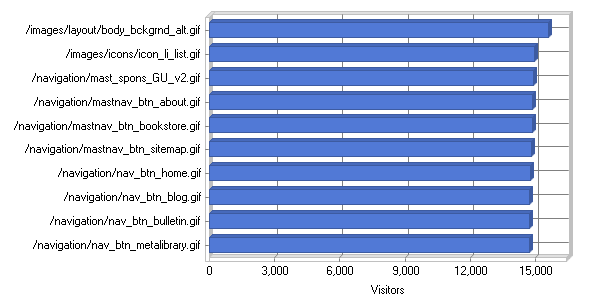 /images/layout/body_bckgrnd_alt.gif
/images/icons/icon_li_list.gif
/navigation/mast_spons_GU_v2.gif
/navigation/mastnav_btn_about.gif
/navigation/mastnav_btn_bookstore.gif
/navigation/mastnav_btn_sitemap.gif
/navigation/nav_btn_home.gif
/navigation/nav_btn_blog.gif
/navigation/nav_btn_bulletin.gif
/navigation/nav_btn_metalibrary.gif
0 3,000 6,000 9,000 12,000 15,000
Visitors